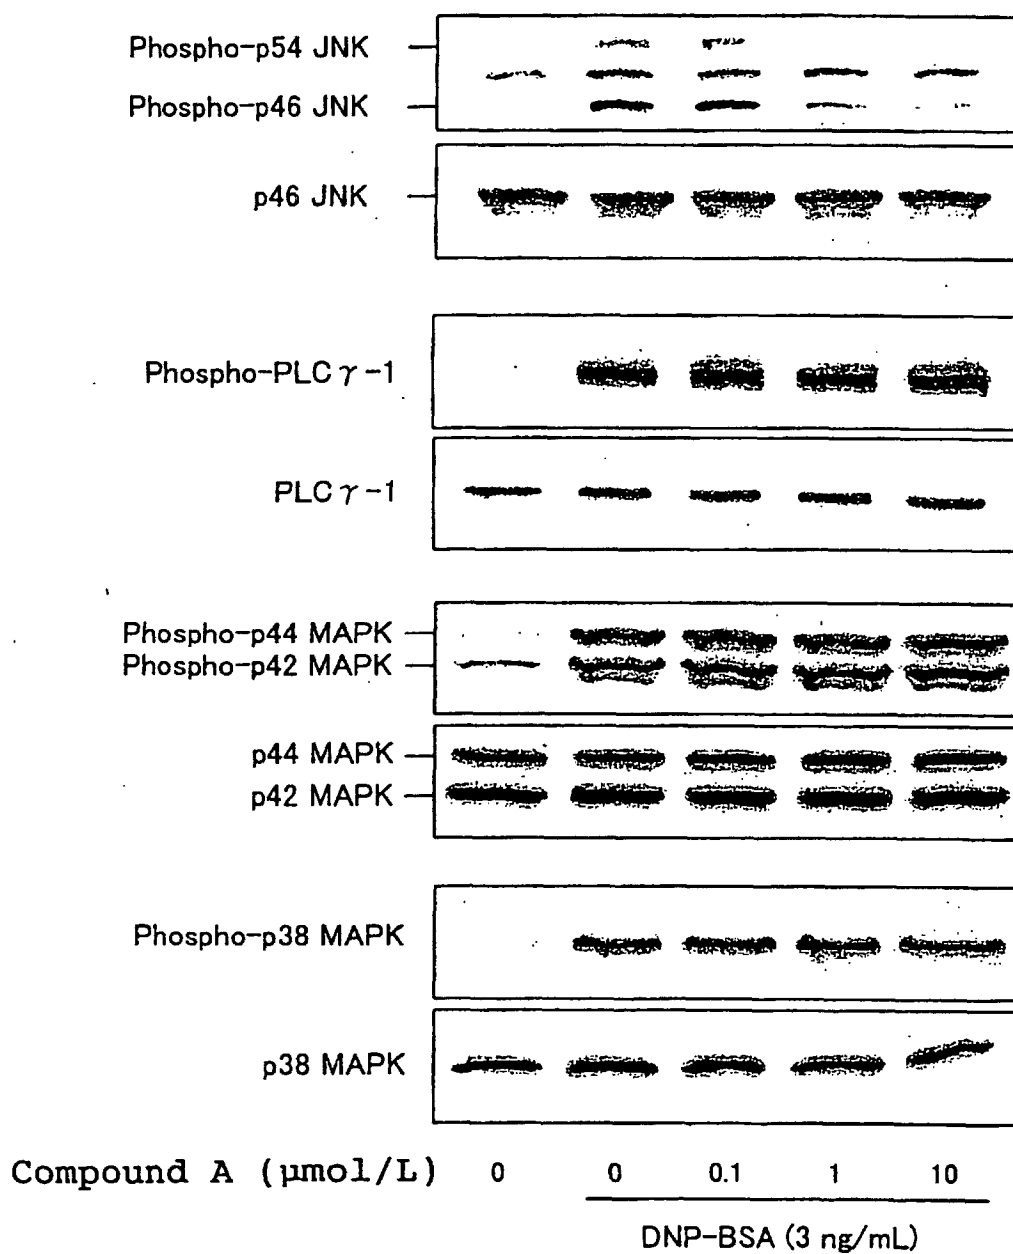 Phospho-p54 JNK
Phospho-p46 JNK
p46 JNK
Phospho-PLC γ-1
PLC γ-1
Phospho-p44 MAPK
Phospho-p42 MAPK
p44 MAPK
p42 MAPK
Phospho-p38 MAPK
p38 MAPK
Compound A (μmol/L) 0 0 0.1 1 10
DNP-BSA (3 ng/mL)